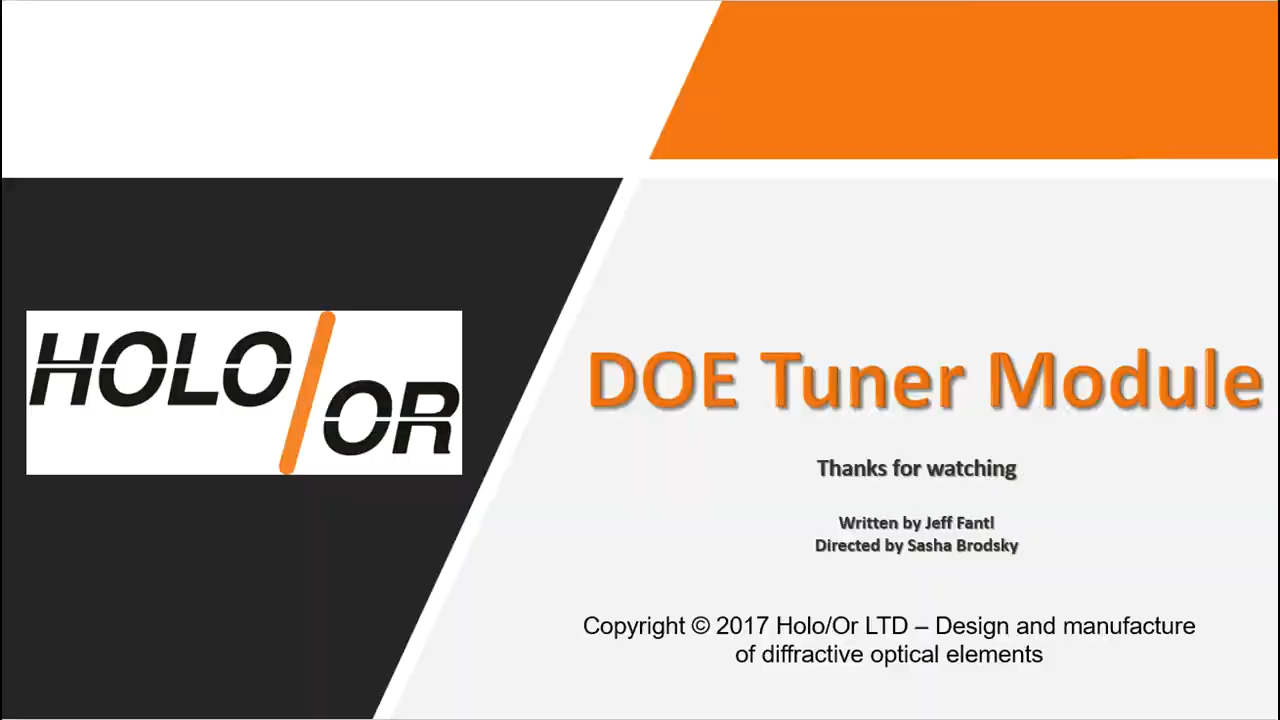 HOLO/OR
DOE Tuner Module
Thanks for watching
Written by Jeff Fantl
Directed by Sasha Brodsky
Copyright © 2017 Holo/Or LTD – Design and manufacture
of diffractive optical elements